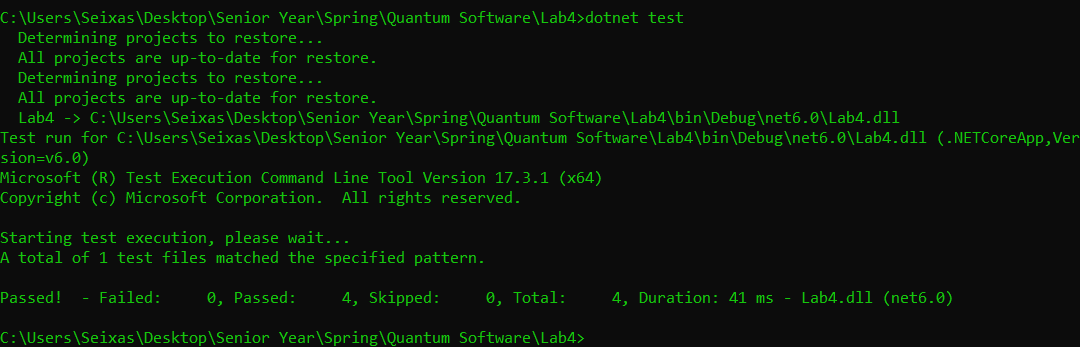 C:\Users\Seixas\Desktop\Senior Year\Spring\Quantum Software\Lab4>dotnet test
  Determining projects to restore...
  All projects are up-to-date for restore.
  Determining projects to restore...
  All projects are up-to-date for restore.
  Lab4 -> C:\Users\Seixas\Desktop\Senior Year\Spring\Quantum Software\Lab4\bin\Debug\net6.0\Lab4.dll
Test run for C:\Users\Seixas\Desktop\Senior Year\Spring\Quantum Software\Lab4\bin\Debug\net6.0\Lab4.dll (.NETCoreApp,Ver
sion=v6.0)
Microsoft (R) Test Execution Command Line Tool Version 17.3.1 (x64)
Copyright (c) Microsoft Corporation.  All rights reserved.

Starting test execution, please wait...
A total of 1 test files matched the specified pattern.

Passed!  - Failed:     0, Passed:     4, Skipped:     0, Total:     4, Duration: 41 ms - Lab4.dll (net6.0)

C:\Users\Seixas\Desktop\Senior Year\Spring\Quantum Software\Lab4>